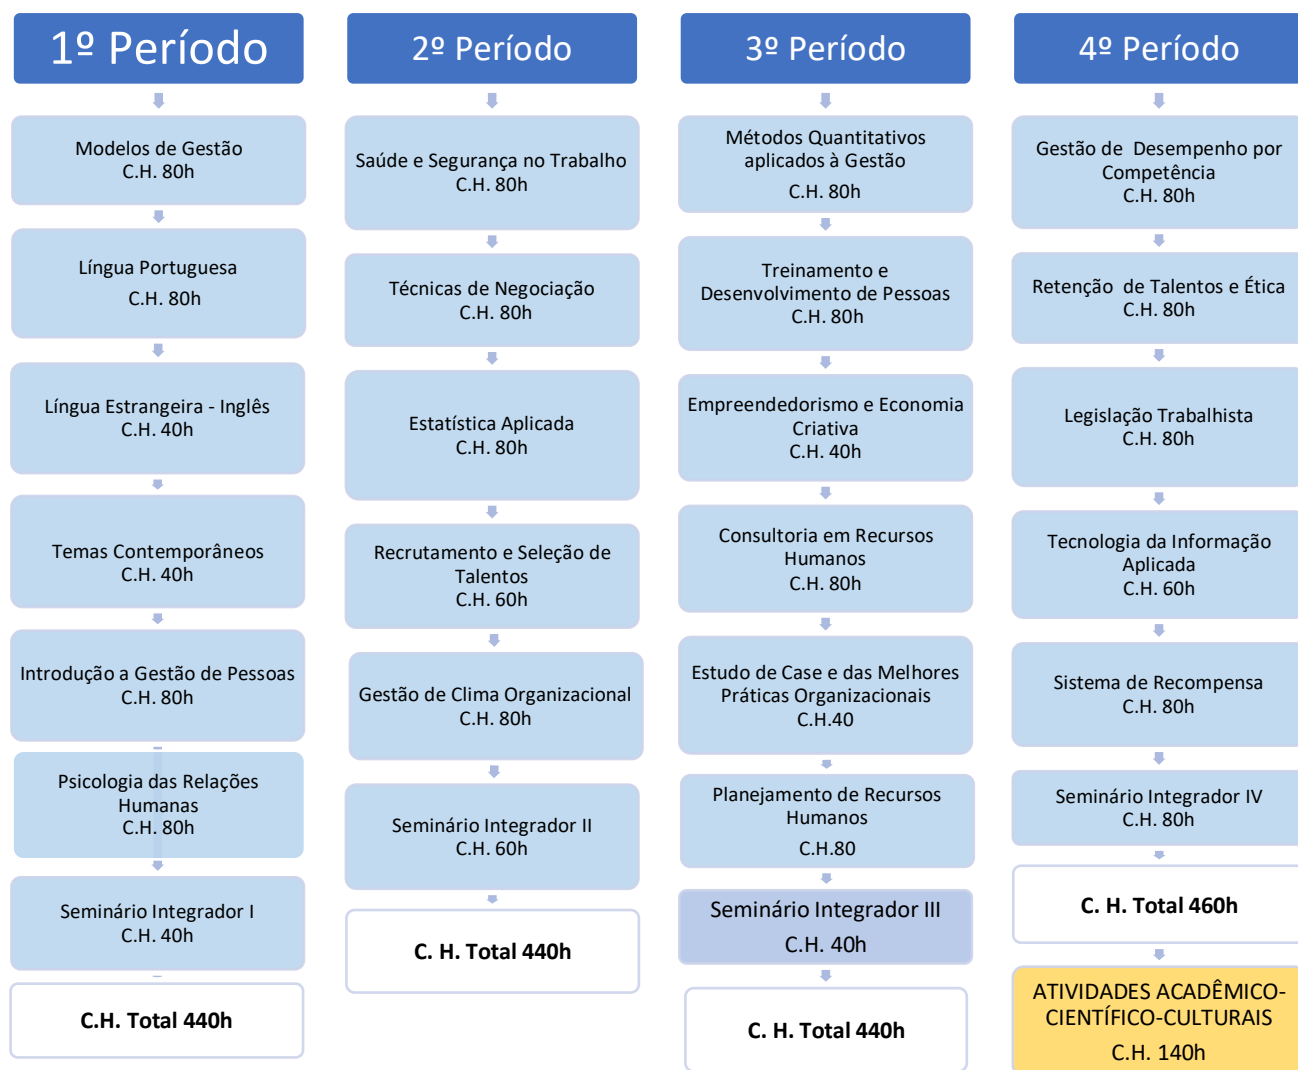 1º Período
Modelos de Gestão
C.H. 80h
Língua Portuguesa
C.H. 80h
Língua Estrangeira - Inglês
C.H. 40h
Temas Contemporâneos
C.H. 40h
Introdução a Gestão de Pessoas
C.H. 80h
Psicologia das Relações
Humanas
C.H. 80h
Seminário Integrador I
C.H. 40h
C.H. Total 440h
2º Período
Saúde e Segurança no Trabalho
C.H. 80h
Técnicas de Negociação
C.H. 80h
Estatística Aplicada
C.H. 80h
Recrutamento e Seleção de
Talentos
C.H. 60h
Gestão de Clima Organizacional
C.H. 80h
Seminário Integrador II
C.H. 60h
C. H. Total 440h
3º Período
Métodos Quantitativos
aplicados à Gestão
C.H. 80h
Treinamento e
Desenvolvimento de Pessoas
C.H. 80h
Empreendedorismo e Economia
Criativa
C.H. 40h
Consultoria em Recursos
Humanos
C.H. 80h
Estudo de Case e das Melhores
Práticas Organizacionais
C.H.40
Planejamento de Recursos
Humanos
C.H.80
Seminário Integrador III
C.H. 40h
C. H. Total 440h
4º Período
Gestão de Desempenho por
Competência
C.H. 80h
Retenção de Talentos e Ética
C.H. 80h
Legislação Trabalhista
C.H. 80h
Tecnologia da Informação
Aplicada
C.H. 60h
Sistema de Recompensa
C.H. 80h
Seminário Integrador IV
C.H. 80h
C. H. Total 460h
ATIVIDADES ACADÊMICO-
CIENTÍFICO-CULTURAIS
C.H. 140h